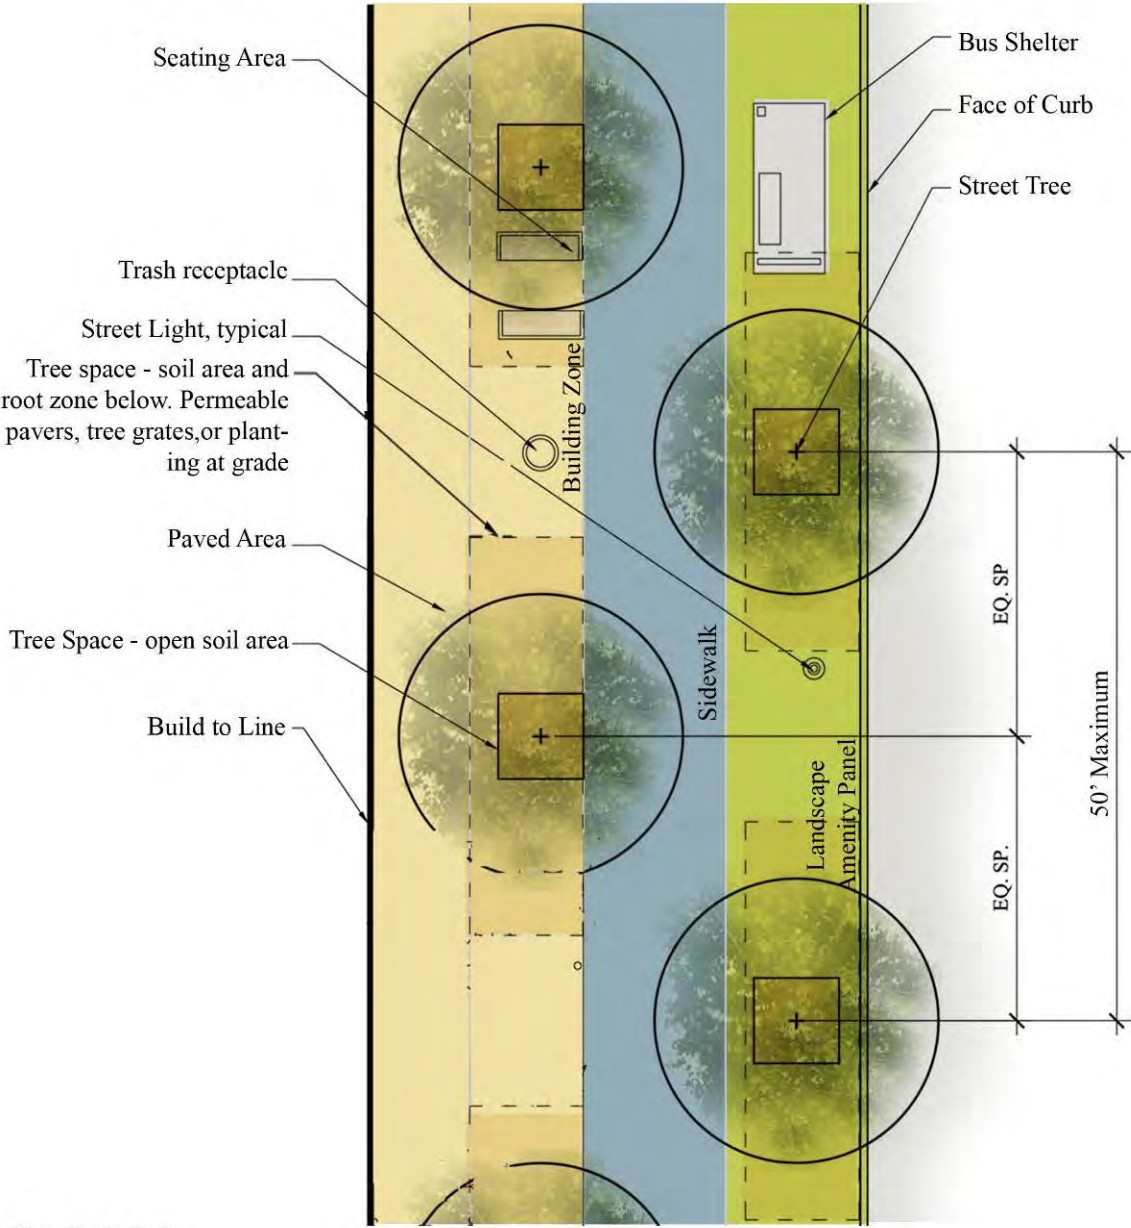 Seating Area
Bus Shelter
Face of Curb
Street Tree
Trash receptacle
Street Light, typical
Tree space - soil area and
root zone below. Permeable
pavers, tree grates,or plant-
ing at grade
Building Zone
Paved Area
Tree Space - open soil area
Build to Line
Sidewalk
Landscape
Amenity Panel
EQ. SP
EQ. SP.
50' Maximum